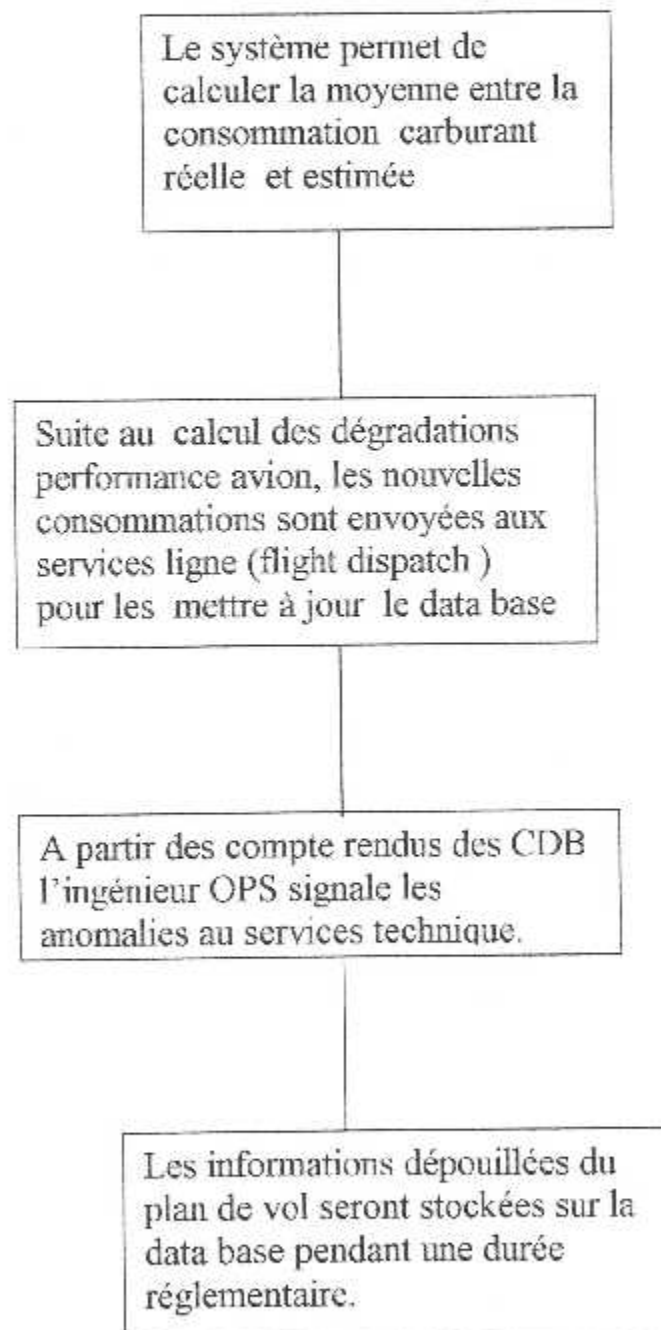 Le système permet de
calculer la moyenne entre la
consommation carburant
réelle et estimée
Suite au calcul des dégradations
performance avion, les nouvelles
consommations sont envoyées aux
services ligne (flight dispatch )
pour les mettre à jour le data base
A partir des compte rendus des CDB
l'ingénieur OPS signale les
anomalies au services technique.
Les informations dépouillées du
plan de vol seront stockées sur la
data base pendant une durée
réglementaire.